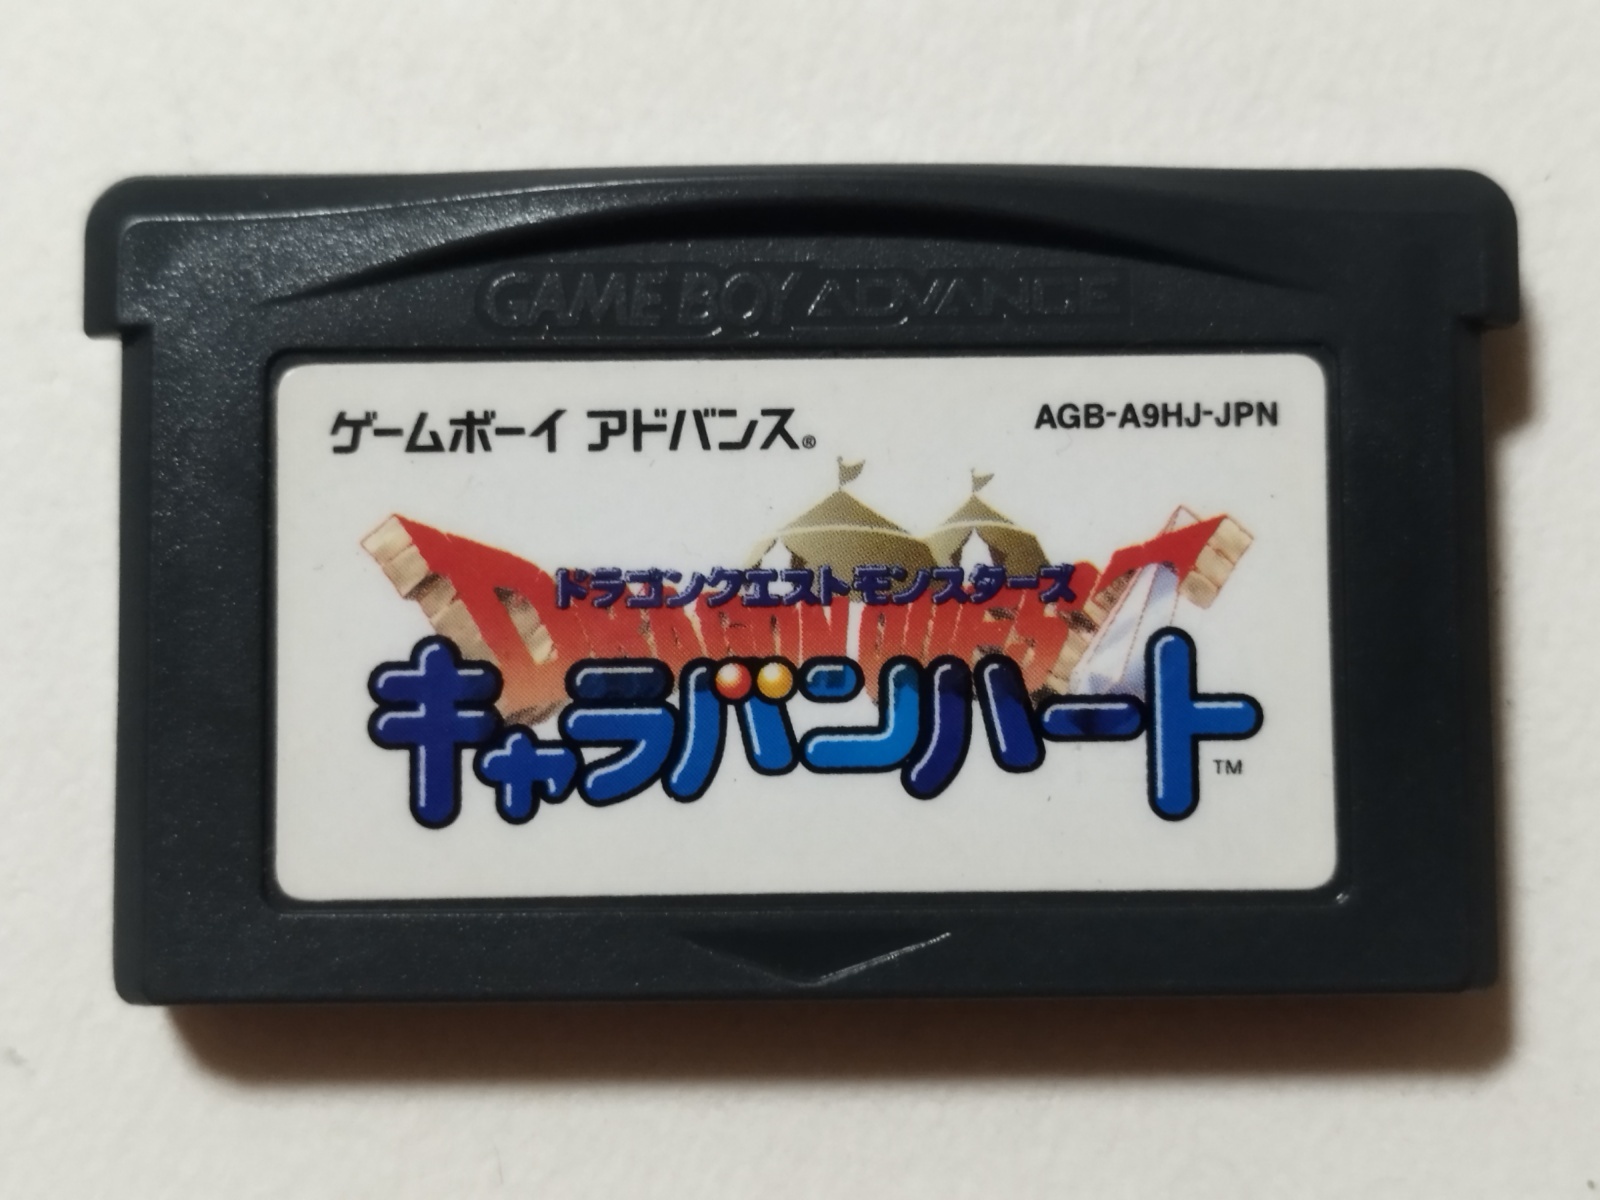 GAME BOY ADVANCE
ゲームボーイ アドバンス®
AGB-A9HJ-JPN
ドラゴンクエストモンスターズ
DRAGON QUEST
キャラバンハート
TM